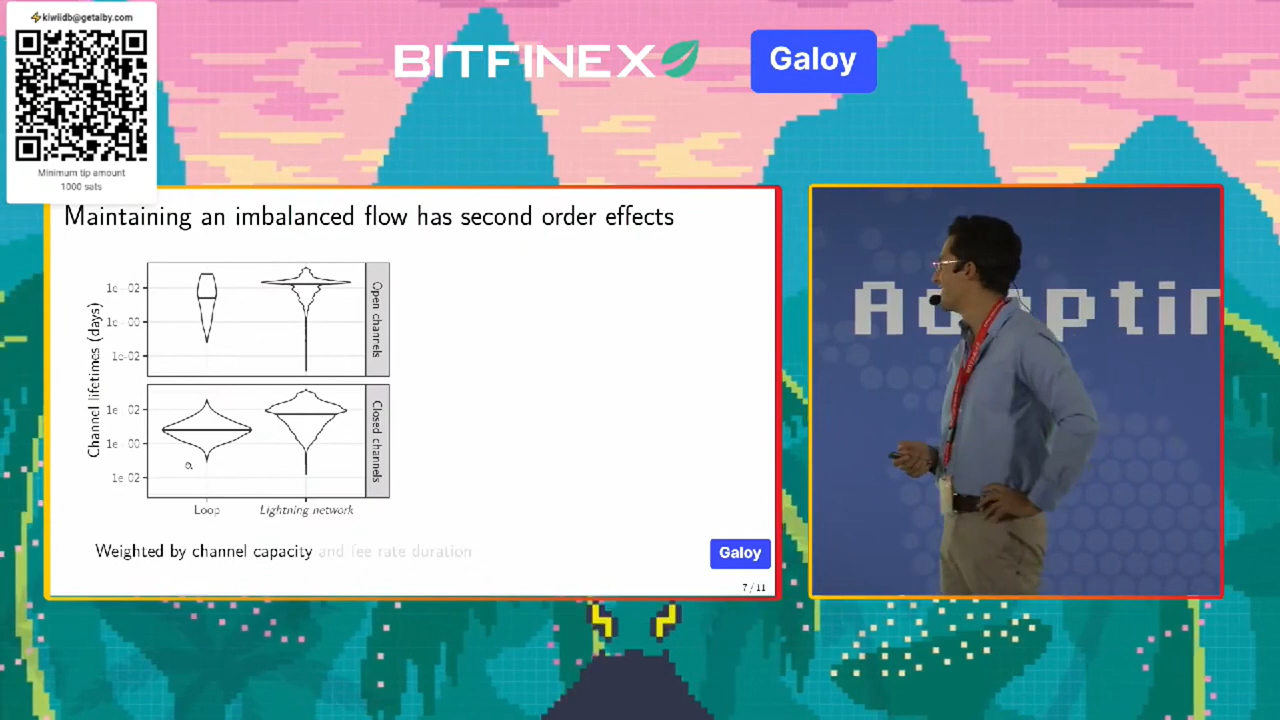 ⚡kiwiidb@getalby.com
Minimum tip amount
1000 sats
BITFINEX
Galoy
Maintaining an imbalanced flow has second order effects
Channel lifetimes (days)
1e+02
1e+00
1e-02
Open channels
1e+02
1e+00
1e-02
Closed channels
Loop
Lightning network
Weighted by channel capacity and fee rate duration
Galoy
7 / 11